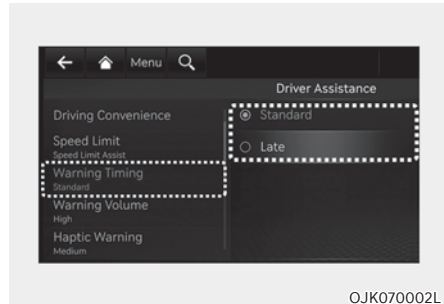 Menu
Driver Assistance
Driving Convenience
Speed Limit
Speed Limit Assist
Warning Timing
Standard
Warning Volume
High
Haptic Warning
Medium
Standard
Late
OJK070002L